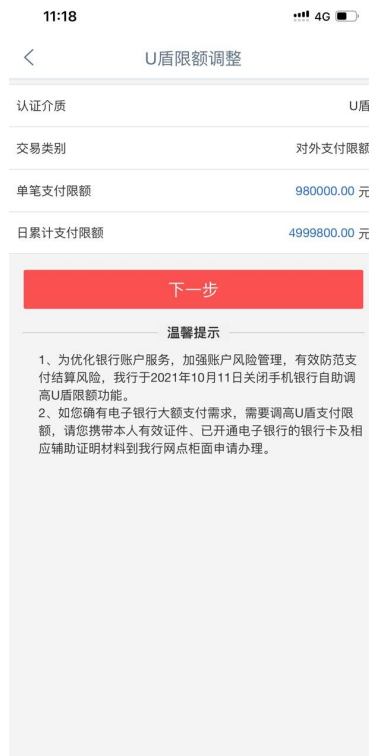 11:18
4G
U盾限额调整
认证介质
U盾
交易类别
对外支付限额
单笔支付限额
980000.00 元
日累计支付限额
4999800.00 元
下一步
温馨提示
1、为优化银行账户服务，加强账户风险管理，有效防范支
付结算风险，我行于2021年10月11日关闭手机银行自助调
高U盾限额功能。
2、如您确有电子银行大额支付需求，需要调高U盾支付限
额，请您携带本人有效证件、已开通电子银行的银行卡及相
应辅助证明材料到我行网点柜面申请办理。